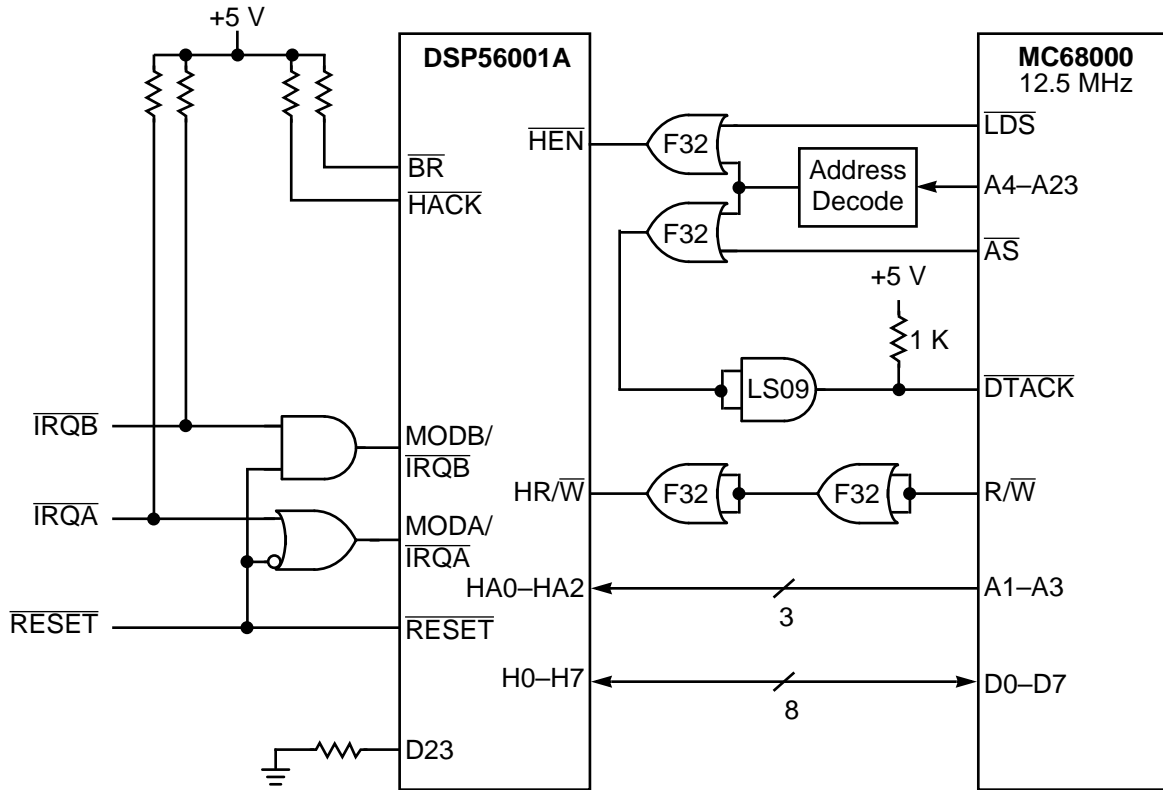 +5 V
DSP56001A
MC68000
12.5 MHz
HEN
F32
LDS
BR
Address
Decode
A4–A23
HACK
F32
AS
+5 V
1 K
LS09
DTACK
IRQB
MODB/
IRQB
HR/W
F32
F32
R/W
IRQA
MODA/
IRQA
HA0–HA2
A1–A3
3
RESET
RESET
H0–H7
D0–D7
8
D23